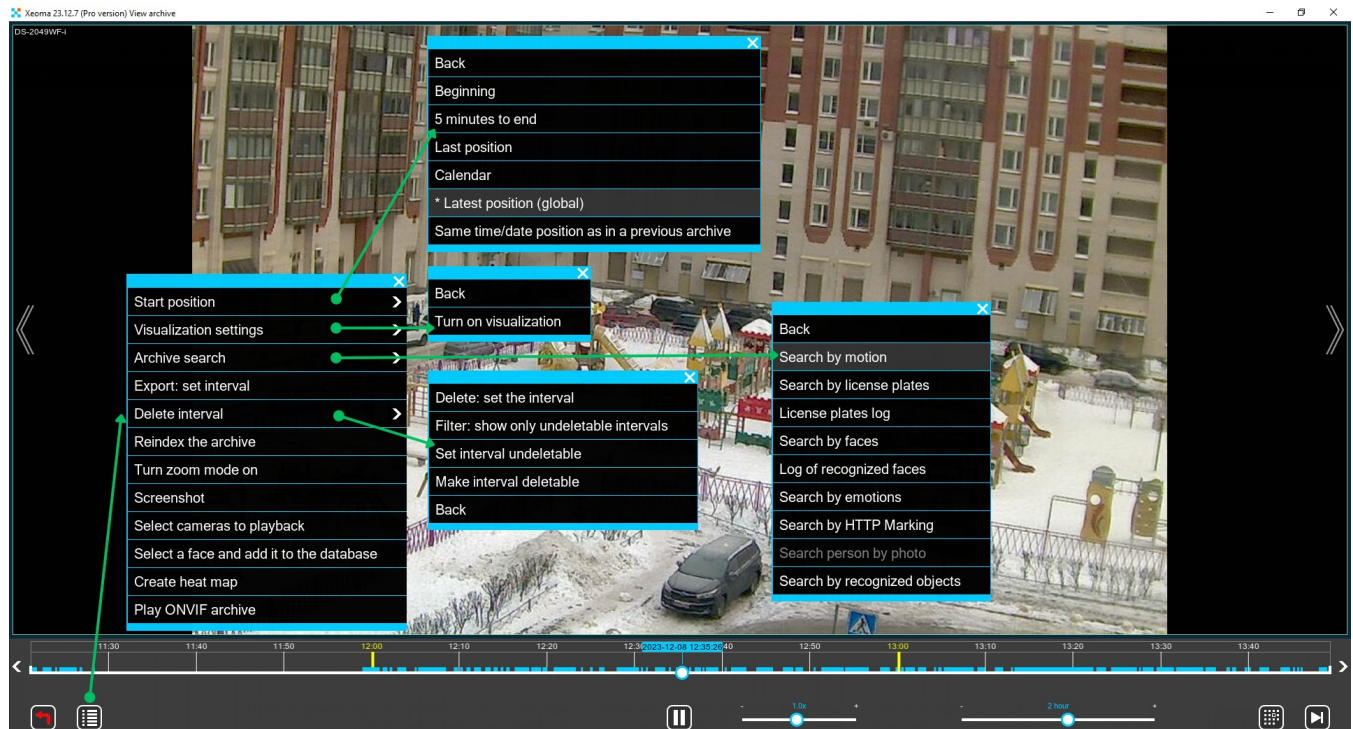 Xeoma 23.12.7 (Pro version) View archive
DS-2049WF-i
Back
Beginning
5 minutes to end
Last position
Calendar
* Latest position (global)
Same time/date position as in a previous archive
Start position
Visualization settings
Archive search
Export: set interval
Delete interval
Reindex the archive
Turn zoom mode on
Screenshot
Select cameras to playback
Select a face and add it to the database
Create heat map
Play ONVIF archive
Back
Turn on visualization
Delete: set the interval
Filter: show only undeletable intervals
Set interval undeletable
Make interval deletable
Back
Back
Search by motion
Search by license plates
License plates log
Search by faces
Log of recognized faces
Search by emotions
Search by HTTP Marking
Search person by photo
Search by recognized objects
11:30 11:40 11:50 12:00 12:10 12:20 12:30 2023-12-08 12:35:26 40 12:50 13:00 13:10 13:20 13:30 13:40
- 1.0x + - 2 hour +